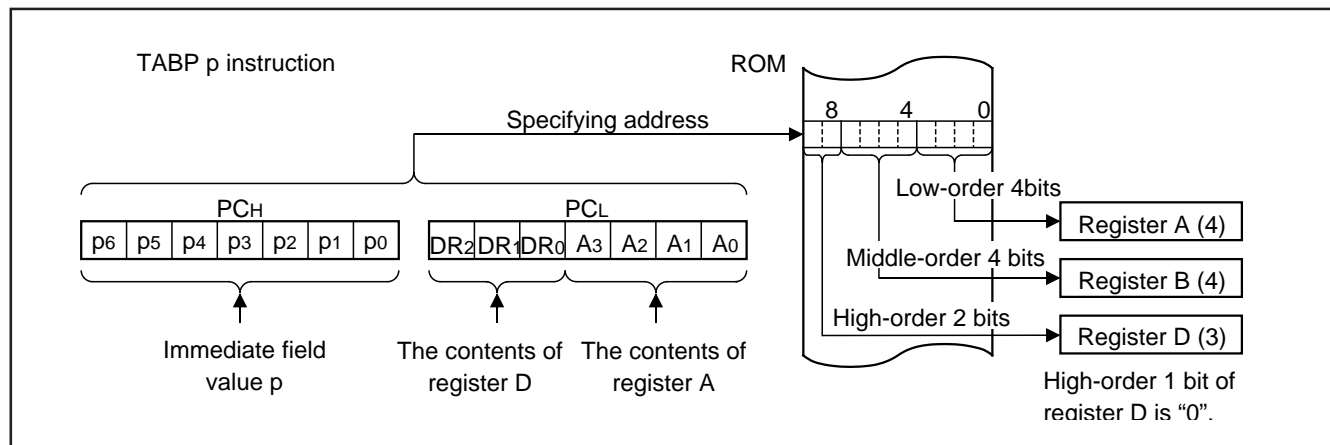 TABP p instruction
ROM
8 4 0
Specifying address
Low-order 4bits
PCH
PCL
p6 p5 p4 p3 p2 p1 p0
DR2 DR1 DR0 A3 A2 A1 A0
Register A (4)
Middle-order 4 bits
Register B (4)
High-order 2 bits
Register D (3)
Immediate field
value p
The contents of
register D
The contents of
register A
High-order 1 bit of
register D is “0”.